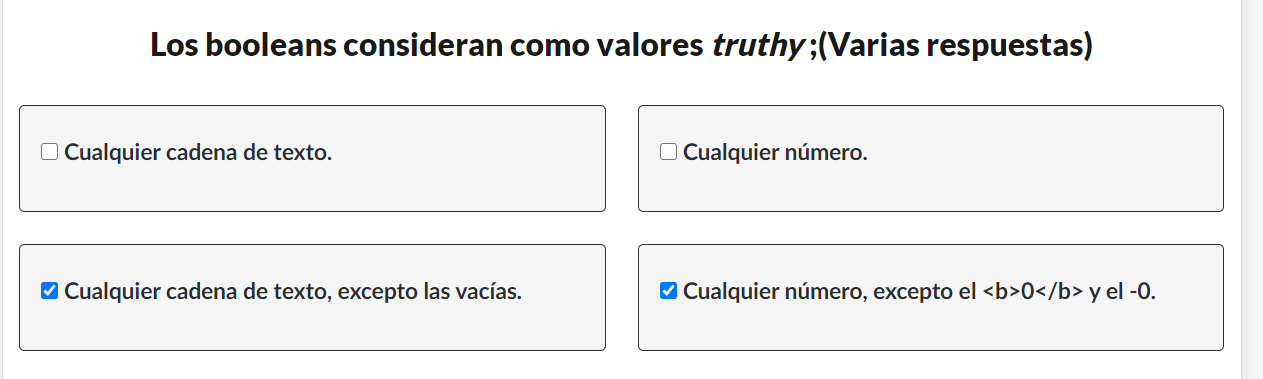 Los booleans consideran como valores truthy ;(Varias respuestas)
Cualquier cadena de texto.
Cualquier número.
Cualquier cadena de texto, excepto las vacías.
Cualquier número, excepto el <b>0</b> y el -0.